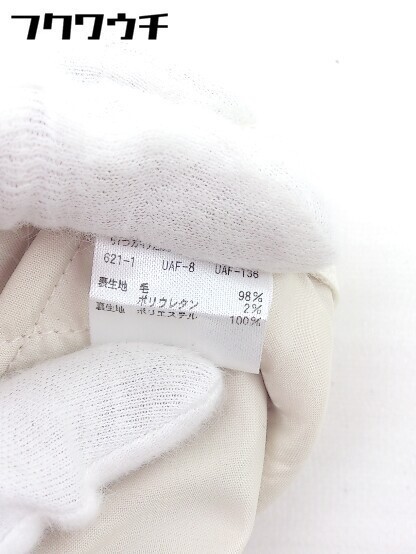 フクワウチ
621-1 UAF-8 UAF-136
表生地 毛 98%
ポリウレタン 2%
裏生地 ポリエステル 100%